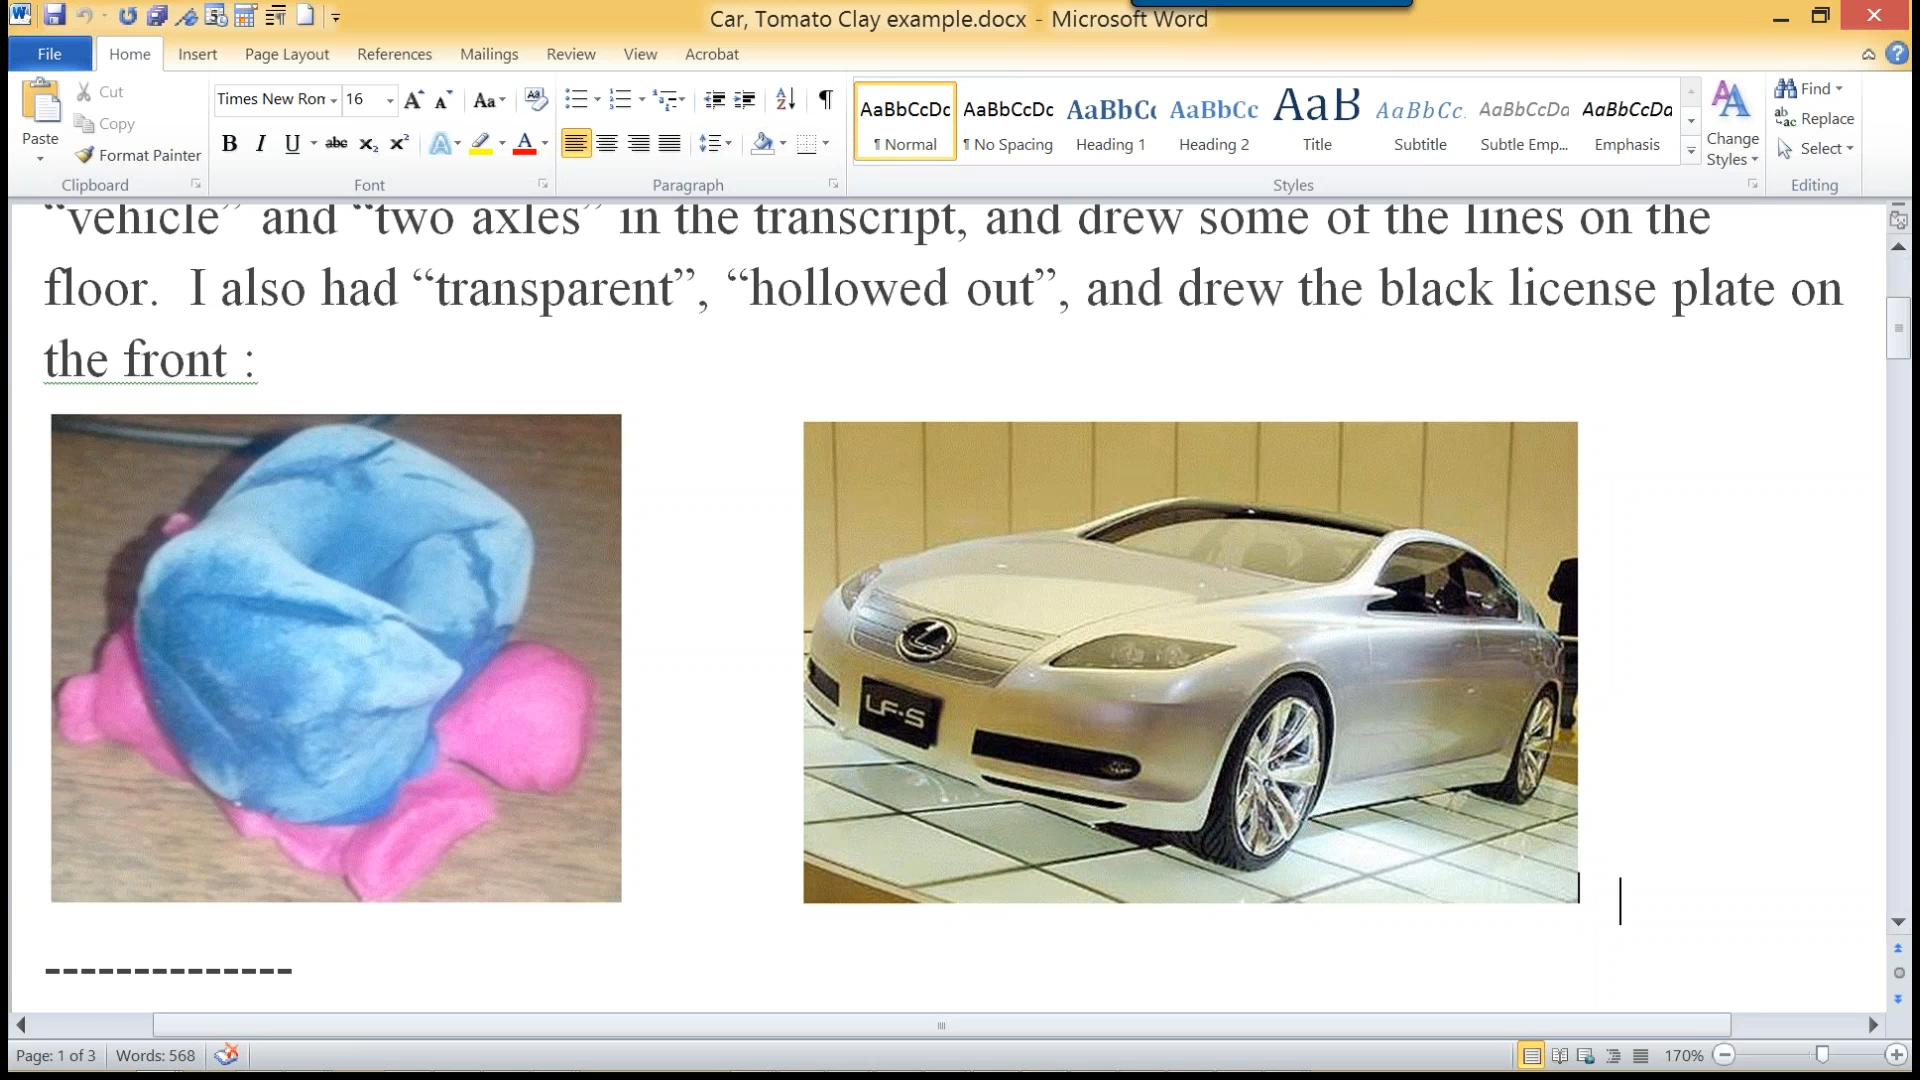 Car, Tomato Clay example.docx - Microsoft Word
File Home Insert Page Layout References Mailings Review View Acrobat
Paste
Cut
Copy
Format Painter
Clipboard
Times New Ron 16
Font
Paragraph
AaBbCcDc AaBbCcDc AaBbCc AaBbCc AaB AaBbCc. AaBbCcDa AaBbCcDa
¶ Normal ¶ No Spacing Heading 1 Heading 2 Title Subtitle Subtle Emp... Emphasis
Styles
Change Styles
Find
Replace
Select
Editing
“vehicle” and “two axles” in the transcript, and drew some of the lines on the
floor. I also had “transparent”, “hollowed out”, and drew the black license plate on
the front :
LF-S
--------------
Page: 1 of 3 Words: 568 170%